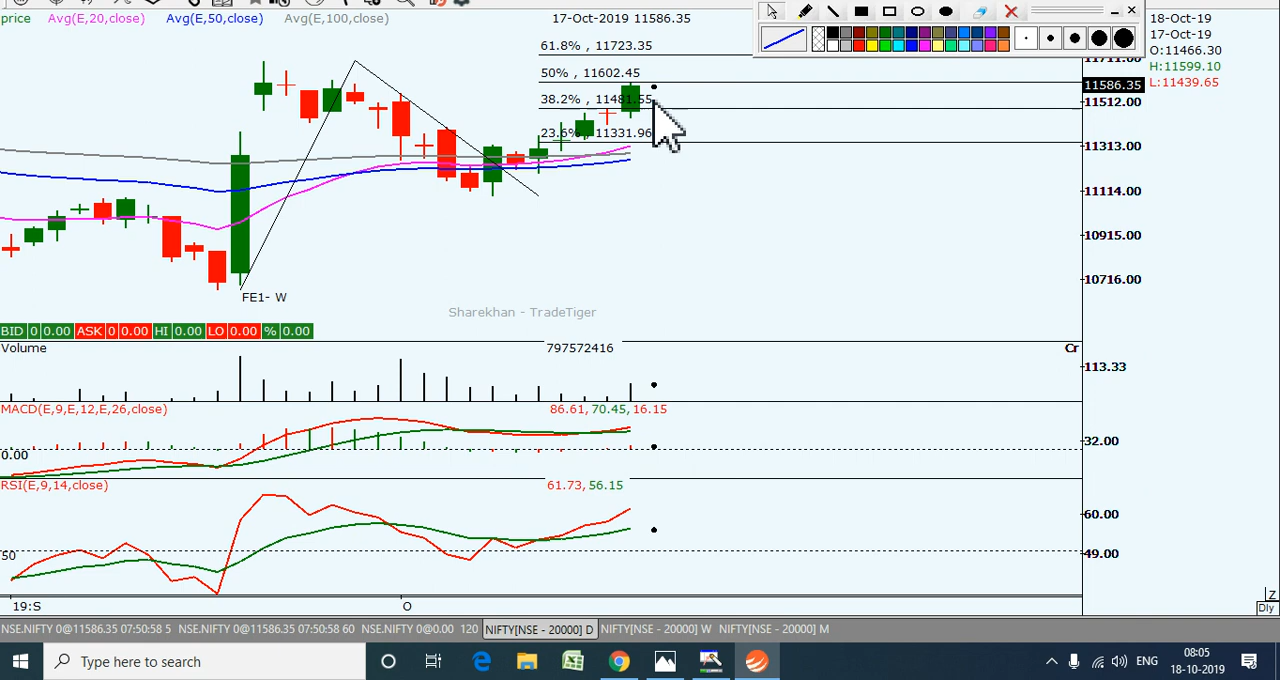 price Avg(E,20,close) Avg(E,50,close) Avg(E,100,close)
17-Oct-2019 11586.35
61.8% , 11723.35
50% , 11602.45
38.2% , 11481.55
23.6% , 11331.96
FE1- W
Sharekhan - TradeTiger
18-Oct-19
17-Oct-19
O:11466.30
H:11599.10
L:11439.65
11711.00
11586.35
11512.00
11313.00
11114.00
10915.00
10716.00
BID 0 0.00 ASK 0 0.00 HI 0.00 LO 0.00 % 0.00
Volume 797572416 Cr
113.33
MACD(E,9,E,12,E,26,close) 86.61, 70.45, 16.15
32.00
0.00
RSI(E,9,14,close) 61.73, 56.15
60.00
50
49.00
19:S O
Z
Dly
NSE.NIFTY 0@11586.35 07:50:58 5 NSE.NIFTY 0@11586.35 07:50:58 60 NSE.NIFTY 0@0.00 120 NIFTY[NSE - 20000] D NIFTY[NSE - 20000] W NIFTY[NSE - 20000] M
Type here to search
ENG
08:05
18-10-2019